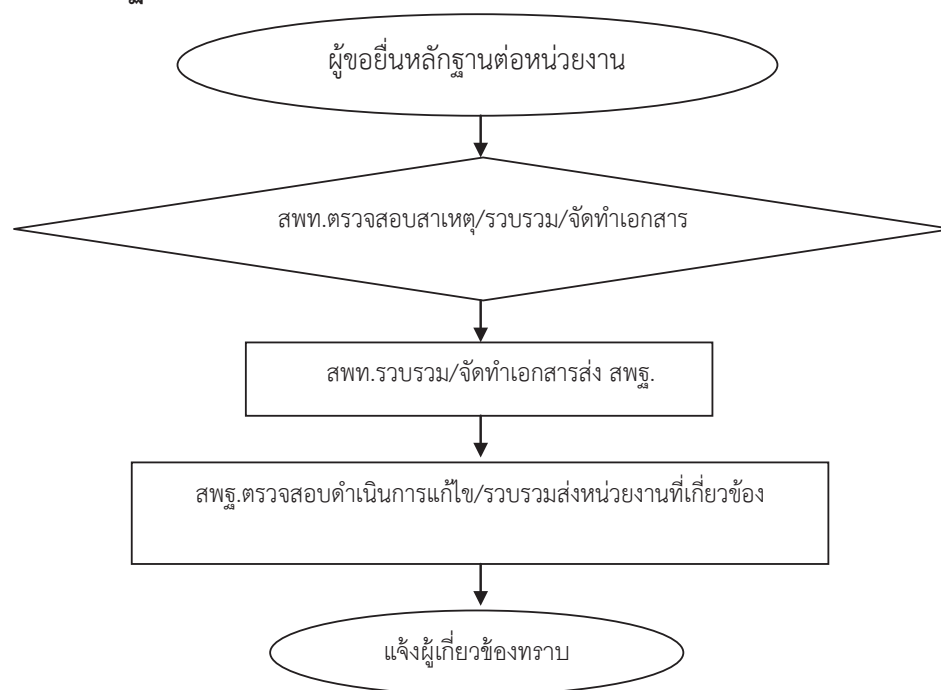 ผู้ขอยื่นหลักฐานต่อหน่วยงาน
สพท.ตรวจสอบสาเหตุ/รวบรวม/จัดทำเอกสาร
สพท.รวบรวม/จัดทำเอกสารส่ง สพฐ.
สพฐ.ตรวจสอบดำเนินการแก้ไข/รวบรวมส่งหน่วยงานที่เกี่ยวข้อง
แจ้งผู้เกี่ยวข้องทราบ